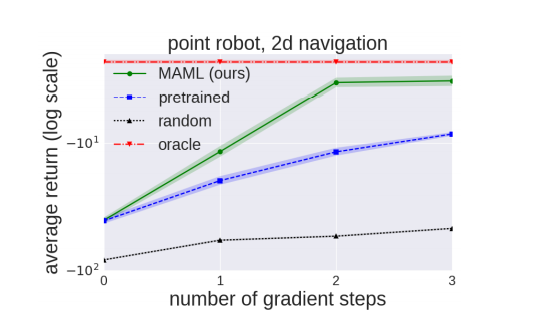 point robot, 2d navigation
MAML (ours)
pretrained
random
oracle
average return (log scale)
−10¹
−10²
0 1 2 3
number of gradient steps